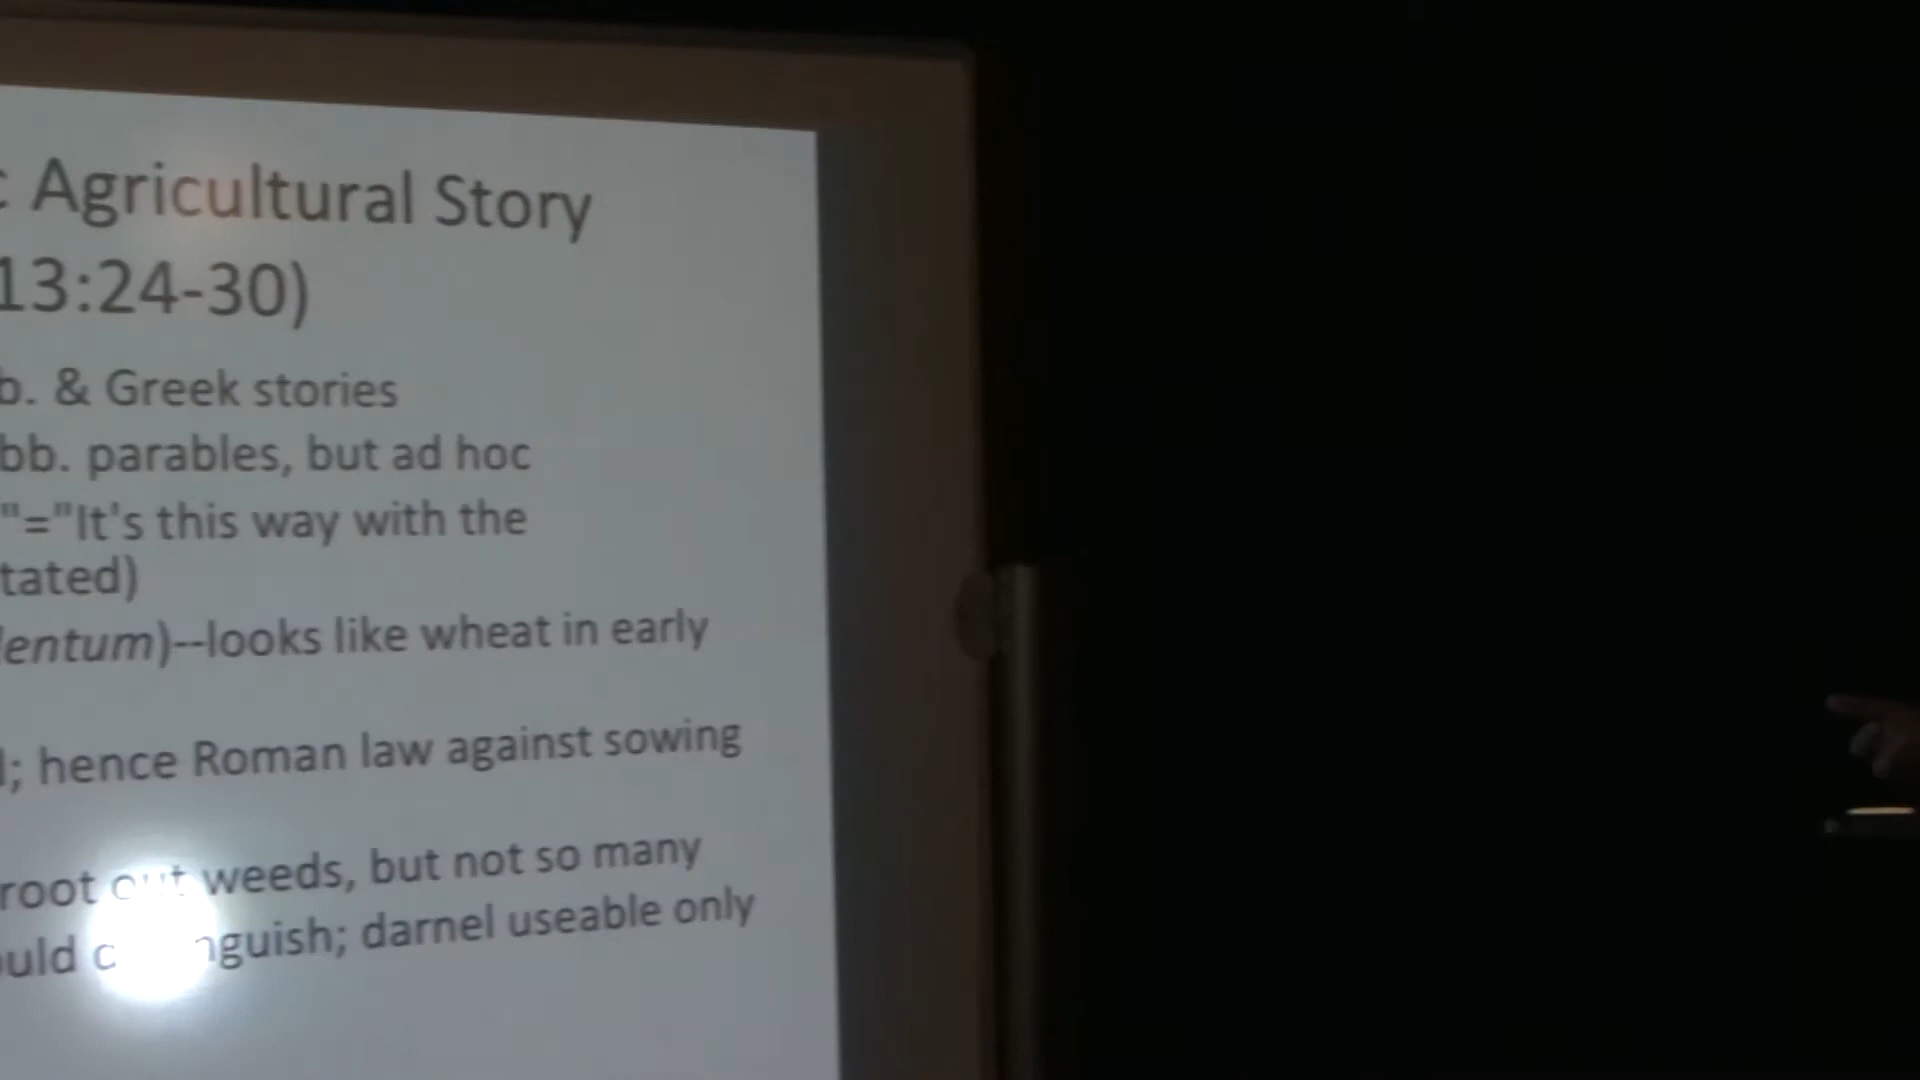 Agricultural Story
13:24-30)
b. & Greek stories
bb. parables, but ad hoc
"="It's this way with the
tated)
lentum)--looks like wheat in early
; hence Roman law against sowing
root out weeds, but not so many
uld nguish; darnel useable only